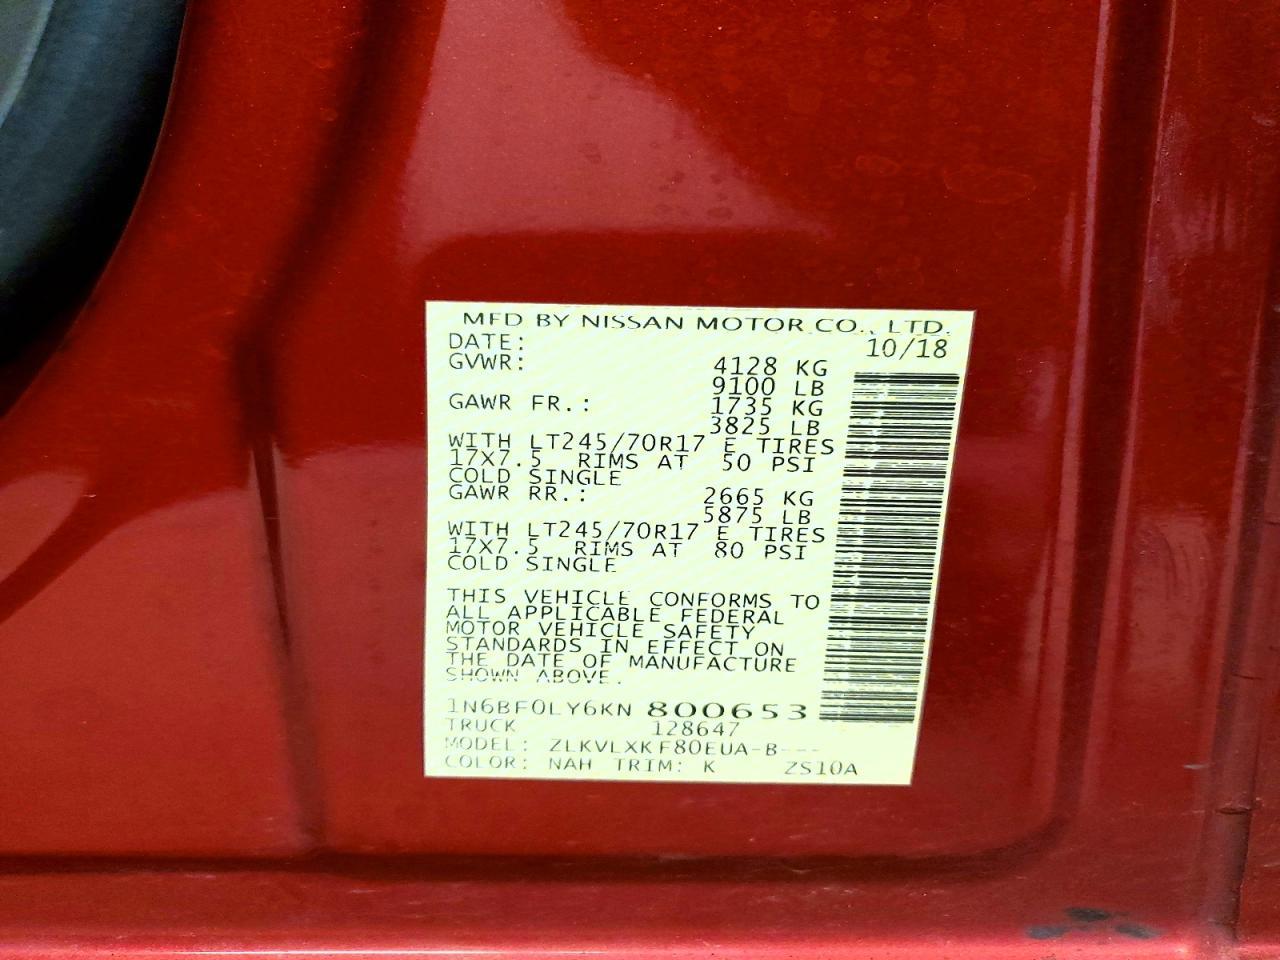 MFD BY NISSAN MOTOR CO., LTD.
DATE: 10/18
GVWR: 4128 KG
9100 LB
GAWR FR.: 1735 KG
3825 LB
WITH LT245/70R17 E TIRES
17X7.5 RIMS AT 50 PSI
COLD SINGLE
GAWR RR.: 2665 KG
5875 LB
WITH LT245/70R17 E TIRES
17X7.5 RIMS AT 80 PSI
COLD SINGLE
THIS VEHICLE CONFORMS TO
ALL APPLICABLE FEDERAL
MOTOR VEHICLE SAFETY
STANDARDS IN EFFECT ON
THE DATE OF MANUFACTURE
SHOWN ABOVE.
1N6BF0LY6KN 800653
TRUCK 128647
MODEL: ZLKVLXKF80EUA-B---
COLOR: NAH TRIM: K ZS10A